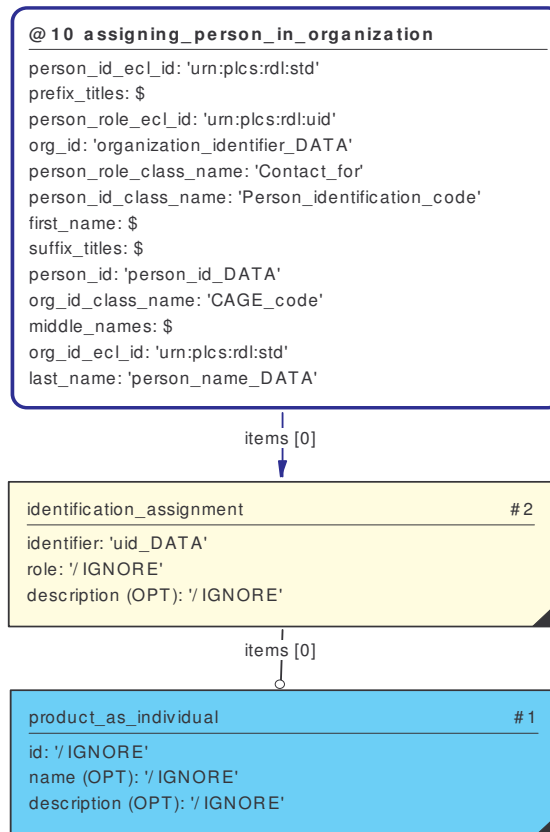 @10 assigning_person_in_organization
person_id_ecl_id: 'urn:plcs:rdl:std'
prefix_titles: $
person_role_ecl_id: 'urn:plcs:rdl:uid'
org_id: 'organization_identifier_DATA'
person_role_class_name: 'Contact_for'
person_id_class_name: 'Person_identification_code'
first_name: $
suffix_titles: $
person_id: 'person_id_DATA'
org_id_class_name: 'CAGE_code'
middle_names: $
org_id_ecl_id: 'urn:plcs:rdl:std'
last_name: 'person_name_DATA'
items [0]
identification_assignment #2
identifier: 'uid_DATA'
role: '/IGNORE'
description (OPT): '/IGNORE'
items [0]
product_as_individual #1
id: '/IGNORE'
name (OPT): '/IGNORE'
description (OPT): '/IGNORE'